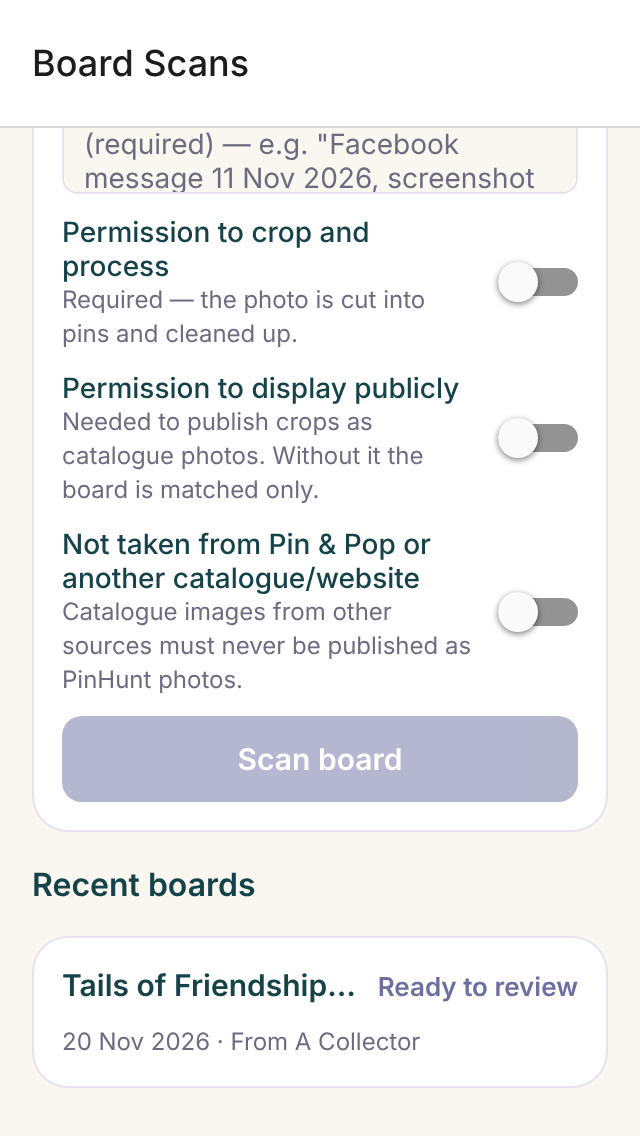 Board Scans
(required) — e.g. "Facebook
message 11 Nov 2026, screenshot
Permission to crop and
process
Required — the photo is cut into
pins and cleaned up.
Permission to display publicly
Needed to publish crops as
catalogue photos. Without it the
board is matched only.
Not taken from Pin & Pop or
another catalogue/website
Catalogue images from other
sources must never be published as
PinHunt photos.
Scan board
Recent boards
Tails of Friendship... Ready to review
20 Nov 2026 · From A Collector